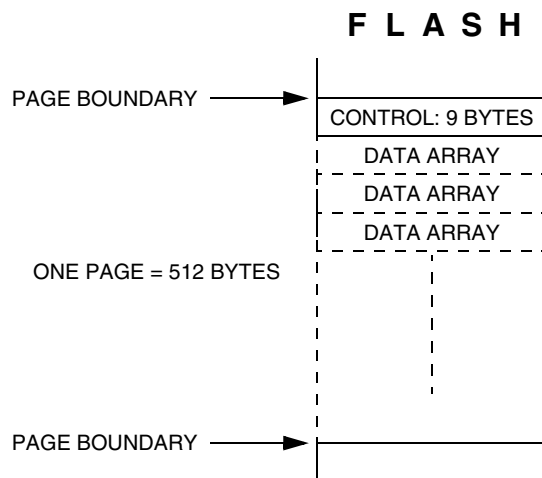 F L A S H
PAGE BOUNDARY
CONTROL: 9 BYTES
DATA ARRAY
DATA ARRAY
DATA ARRAY
ONE PAGE = 512 BYTES
PAGE BOUNDARY